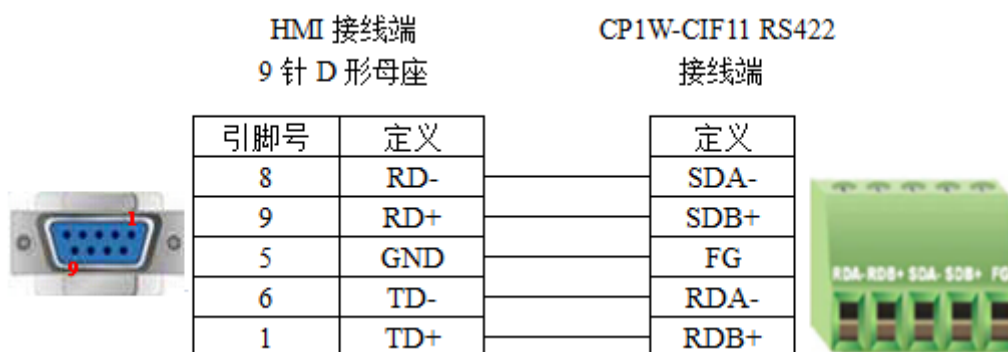 HMI 接线端 CP1W-CIF11 RS422
9 针 D 形母座 接线端
引脚号 定义 定义
8 RD- SDA-
9 RD+ SDB+
5 GND FG
6 TD- RDA-
1 TD+ RDB+
1
9
RDA- RDB+ SDA- SDB+ FG